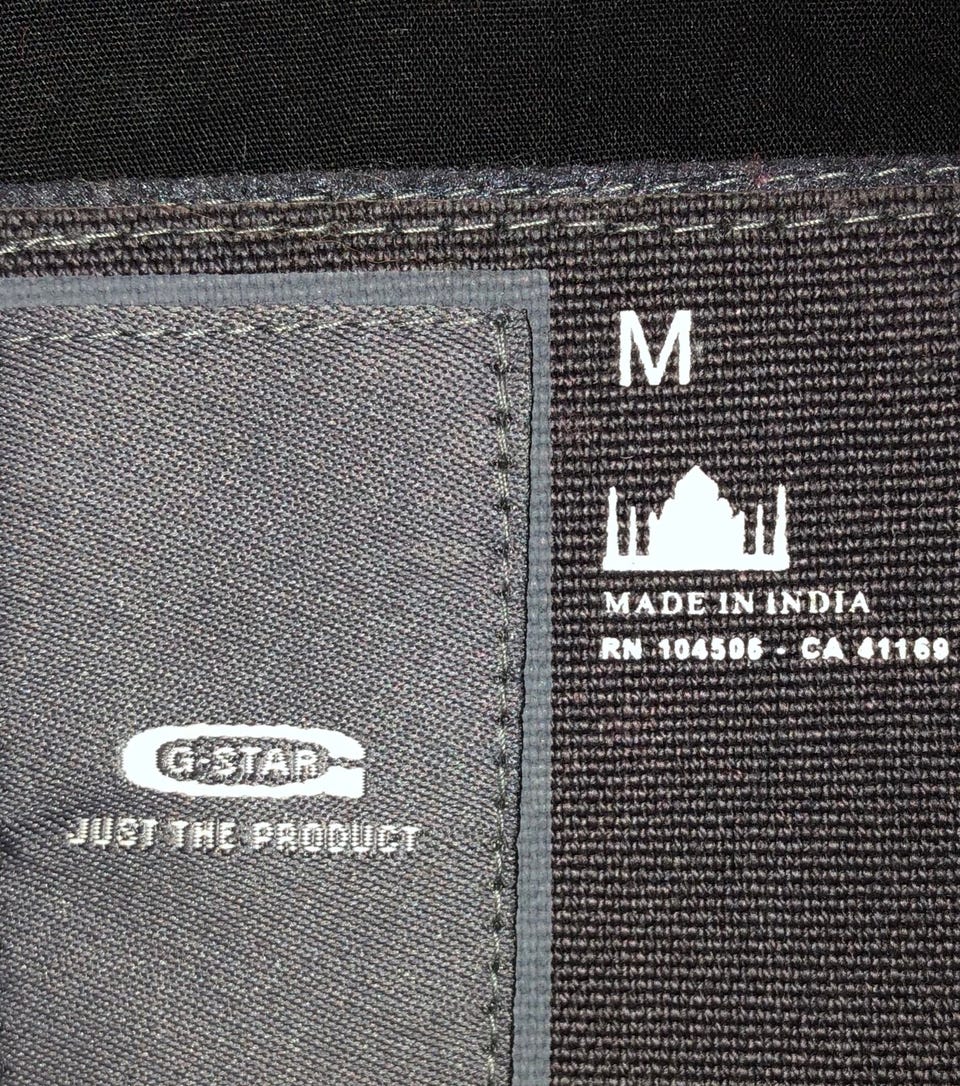 M
MADE IN INDIA
RN 104506 - CA 41169
G-STAR
JUST THE PRODUCT